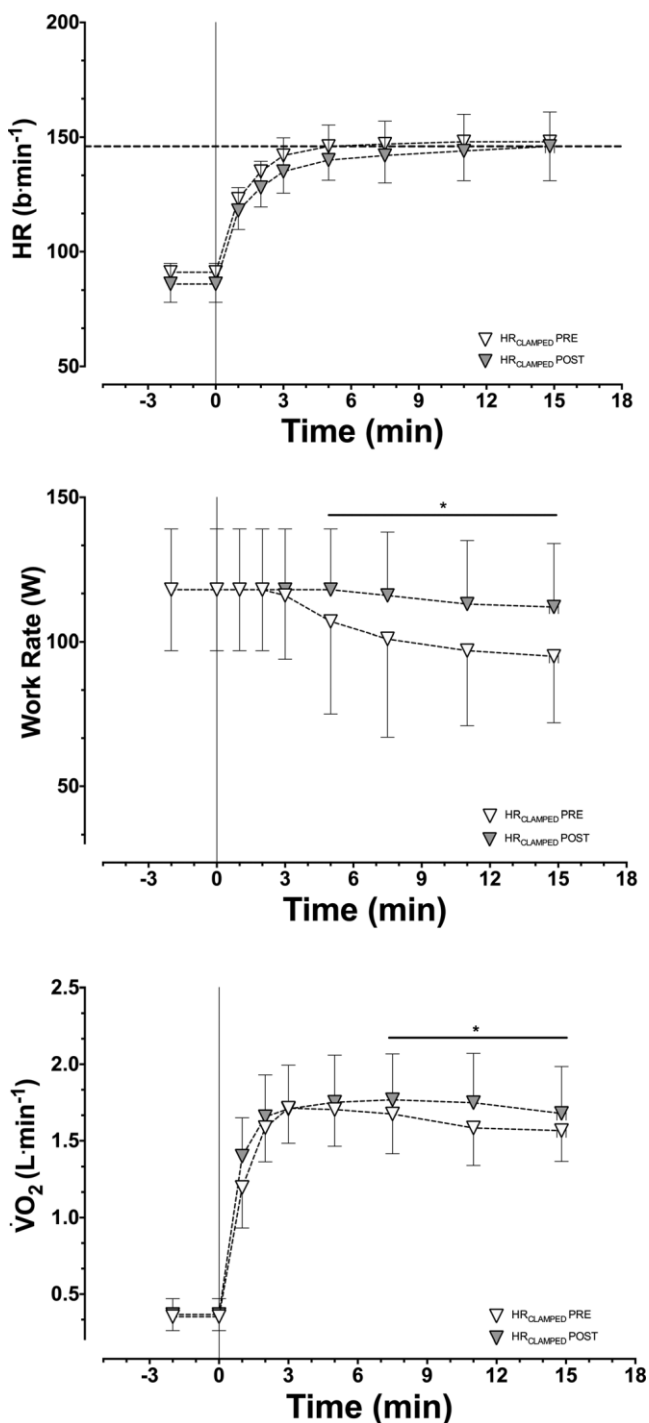 200
150
100
50
HR (b·min⁻¹)
HR_CLAMPED PRE
HR_CLAMPED POST
-3 0 3 6 9 12 15 18
Time (min)
150
*
100
50
Work Rate (W)
HR_CLAMPED PRE
HR_CLAMPED POST
-3 0 3 6 9 12 15 18
Time (min)
2.5
*
2.0
1.5
1.0
0.5
V̇O₂ (L·min⁻¹)
HR_CLAMPED PRE
HR_CLAMPED POST
-3 0 3 6 9 12 15 18
Time (min)